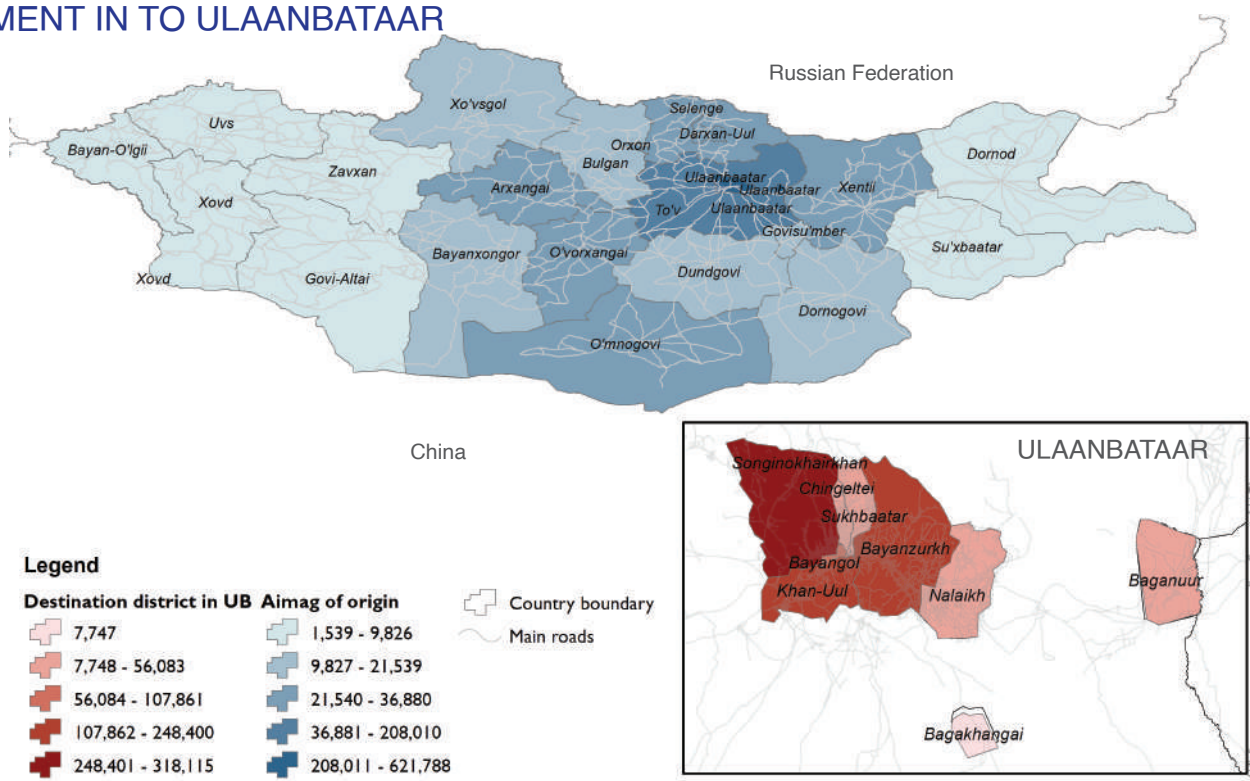 MENT IN TO ULAANBATAAR
Russian Federation
Xo'vsgol
Selenge
Uvs
Darxan-Uul
Bayan-O'lgii
Orxon
Dornod
Bulgan
Zavxan
Ulaanbaatar
Arxangai
Ulaanbaatar
Xentii
Xovd
To'v
Ulaanbaatar
Govisu'mber
Su'xbaatar
Bayanxongor
O'vorxangai
Dundgovi
Xovd
Govi-Altai
Dornogovi
O'mnogovi
China
ULAANBATAAR
Songinokhairkhan
Chingeltei
Sukhbaatar
Bayanzurkh
Bayangol
Khan-Uul
Nalaikh
Baganuur
Bagakhangai
Legend
Destination district in UB
7,747
7,748 - 56,083
56,084 - 107,861
107,862 - 248,400
248,401 - 318,115
Aimag of origin
1,539 - 9,826
9,827 - 21,539
21,540 - 36,880
36,881 - 208,010
208,011 - 621,788
Country boundary
Main roads